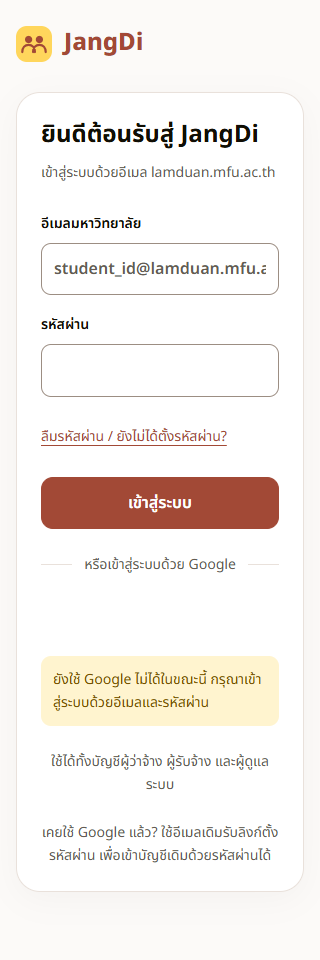 JangDi
ยินดีต้อนรับสู่ JangDi
เข้าสู่ระบบด้วยอีเมล lamduan.mfu.ac.th
อีเมลมหาวิทยาลัย
student_id@lamduan.mfu.a
รหัสผ่าน
ลืมรหัสผ่าน / ยังไม่ได้ตั้งรหัสผ่าน?
เข้าสู่ระบบ
หรือเข้าสู่ระบบด้วย Google
ยังใช้ Google ไม่ได้ในขณะนี้ กรุณาเข้า
สู่ระบบด้วยอีเมลและรหัสผ่าน
ใช้ได้ทั้งบัญชีผู้ว่าจ้าง ผู้รับจ้าง และผู้ดูแล
ระบบ
เคยใช้ Google แล้ว? ใช้อีเมลเดิมรับลิงก์ตั้ง
รหัสผ่าน เพื่อเข้าบัญชีเดิมด้วยรหัสผ่านได้